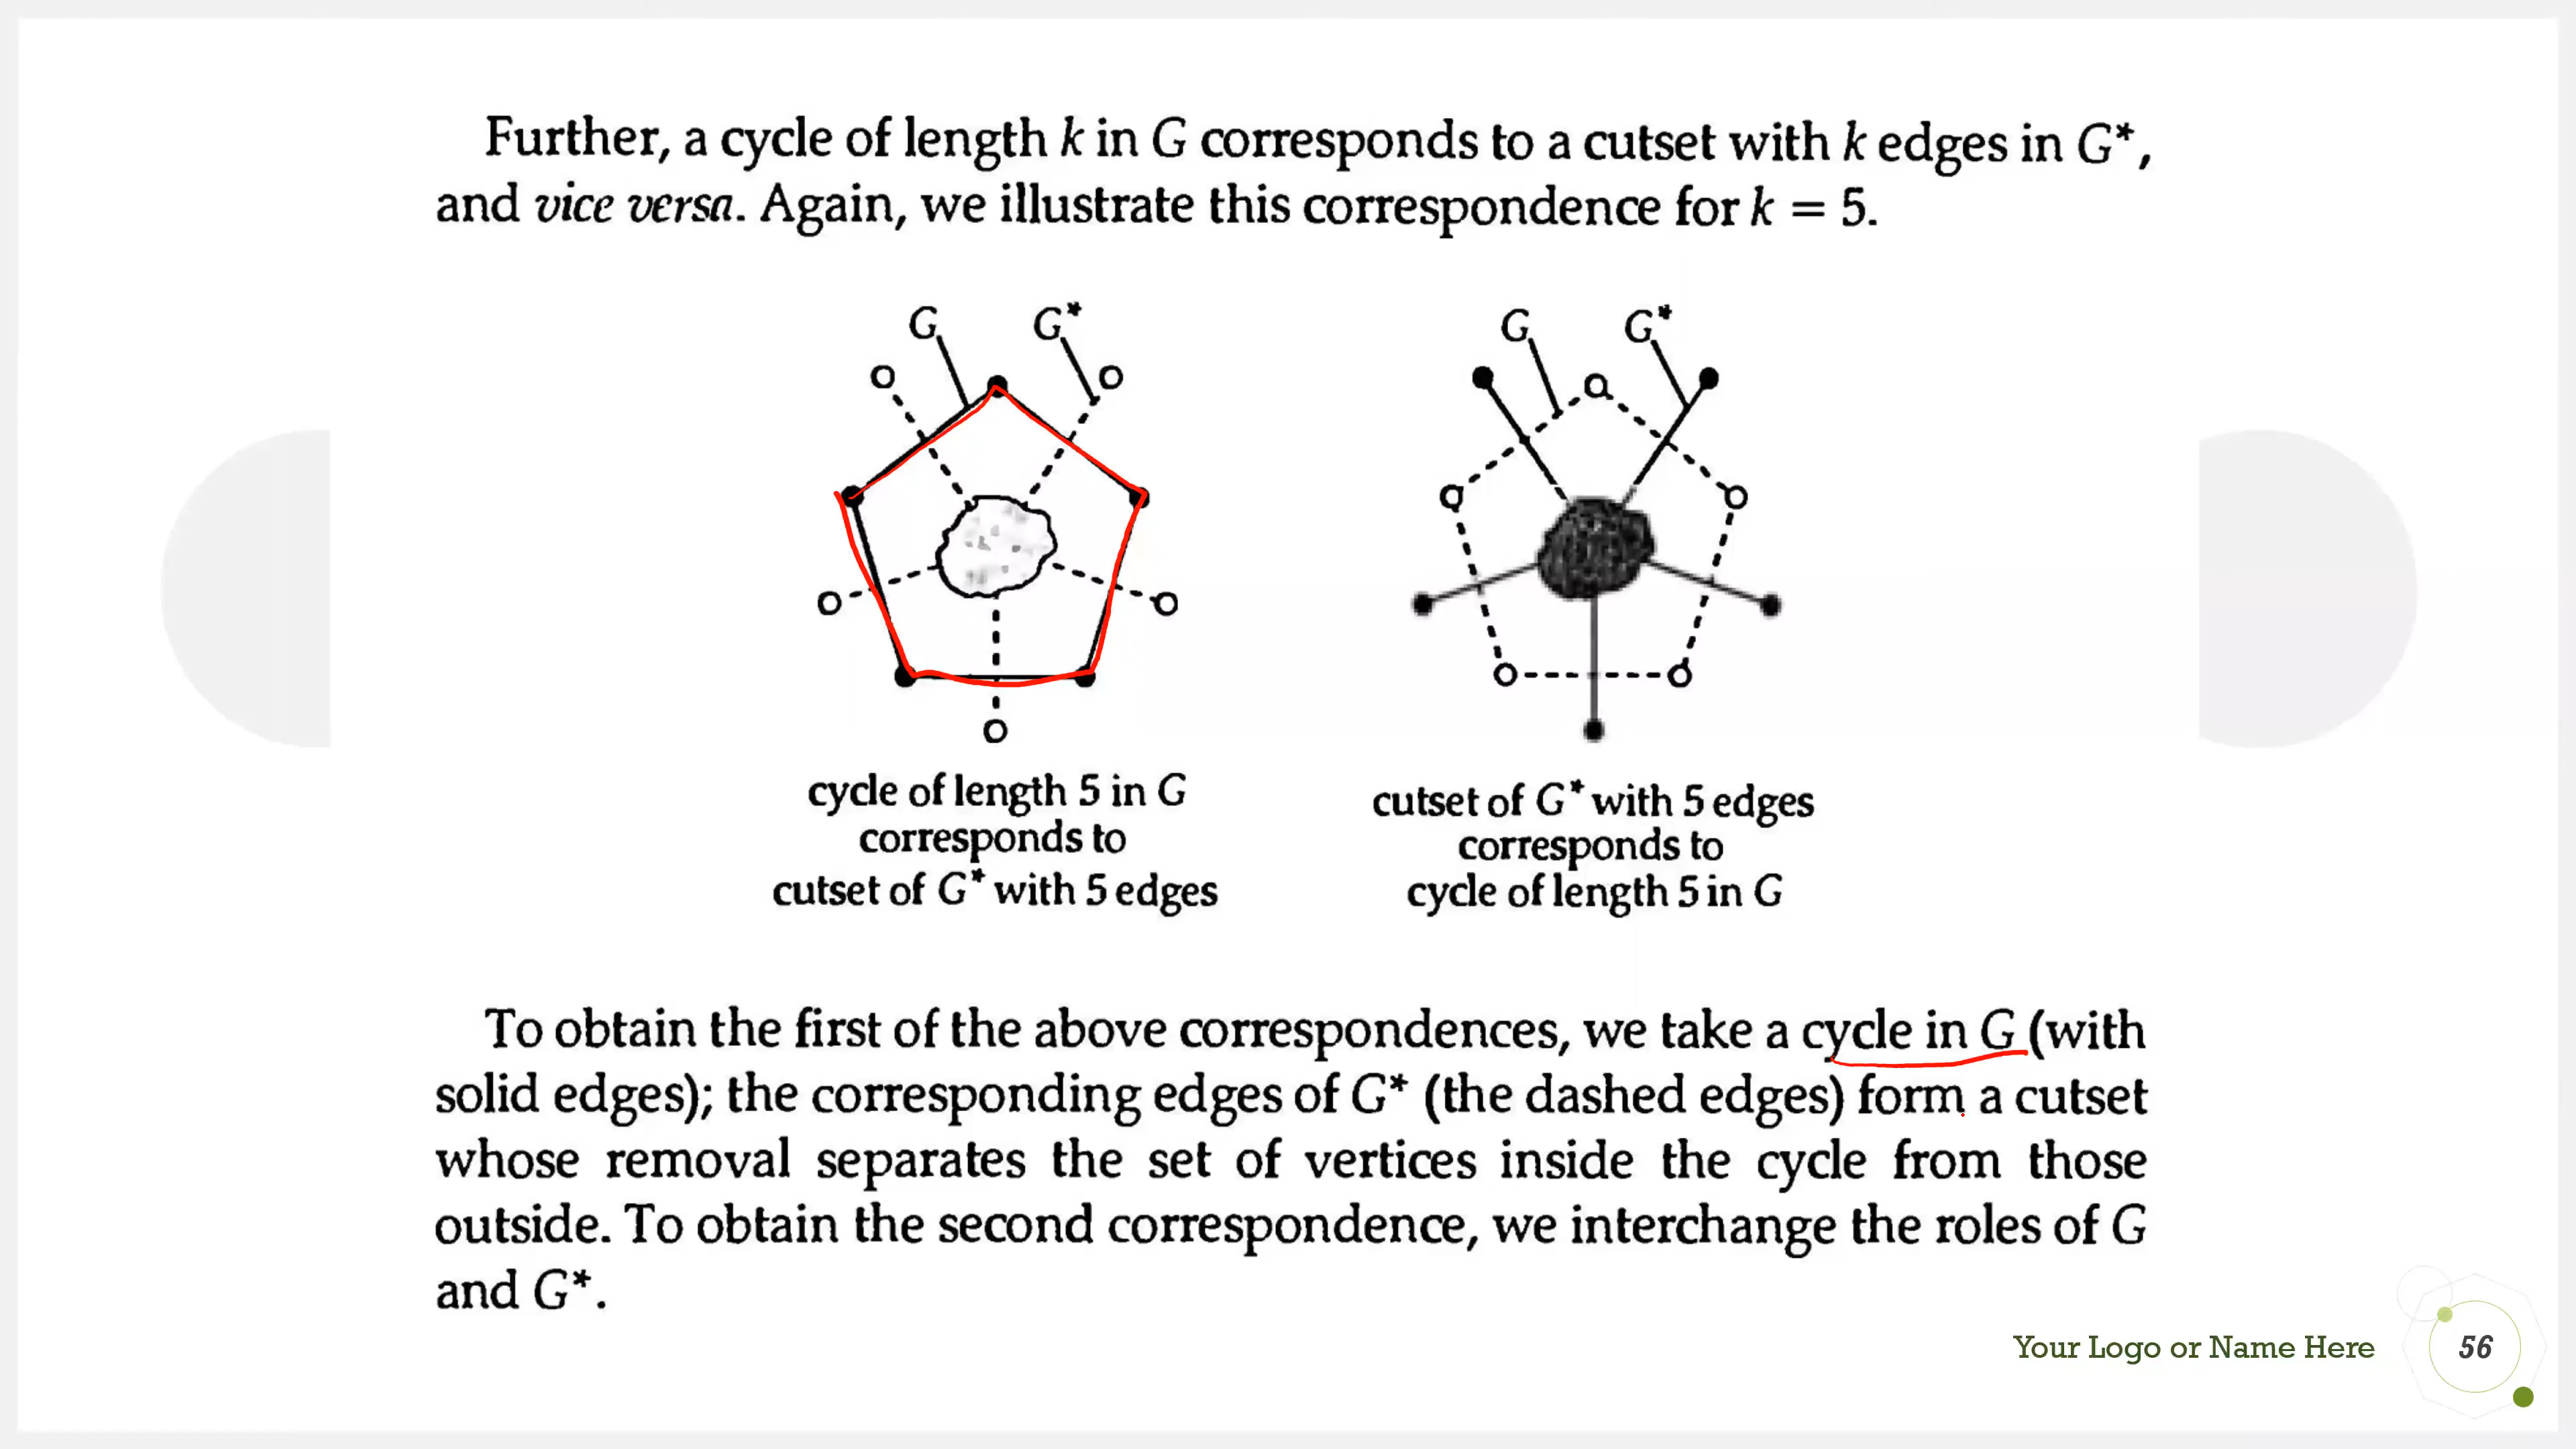 Further, a cycle of length k in G corresponds to a cutset with k edges in G*,
and vice versa. Again, we illustrate this correspondence for k = 5.
G G*
G G*
cycle of length 5 in G
corresponds to
cutset of G* with 5 edges
cutset of G* with 5 edges
corresponds to
cycle of length 5 in G
To obtain the first of the above correspondences, we take a cycle in G (with
solid edges); the corresponding edges of G* (the dashed edges) form a cutset
whose removal separates the set of vertices inside the cycle from those
outside. To obtain the second correspondence, we interchange the roles of G
and G*.
Your Logo or Name Here
56